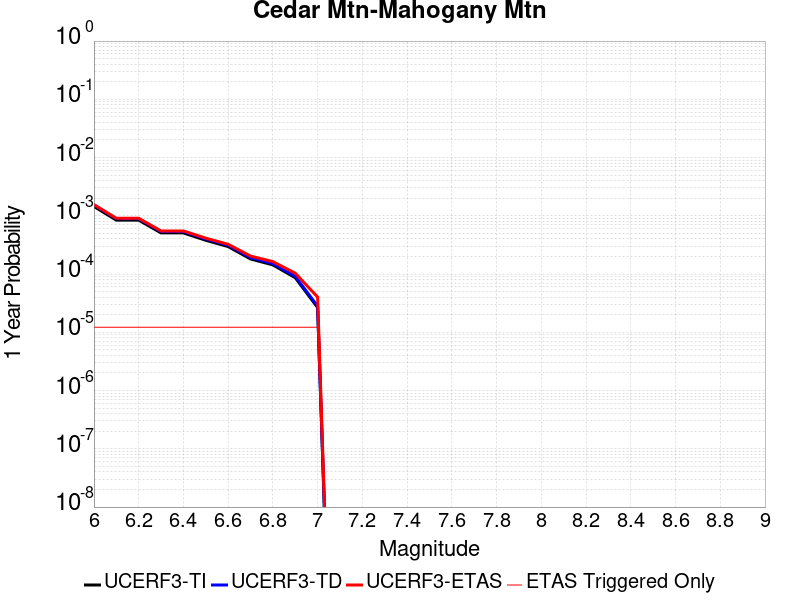 Cedar Mtn-Mahogany Mtn
10^0
10^-1
10^-2
10^-3
10^-4
10^-5
10^-6
10^-7
10^-8
1 Year Probability
6 6.2 6.4 6.6 6.8 7 7.2 7.4 7.6 7.8 8 8.2 8.4 8.6 8.8 9
Magnitude
UCERF3-TI UCERF3-TD UCERF3-ETAS ETAS Triggered Only